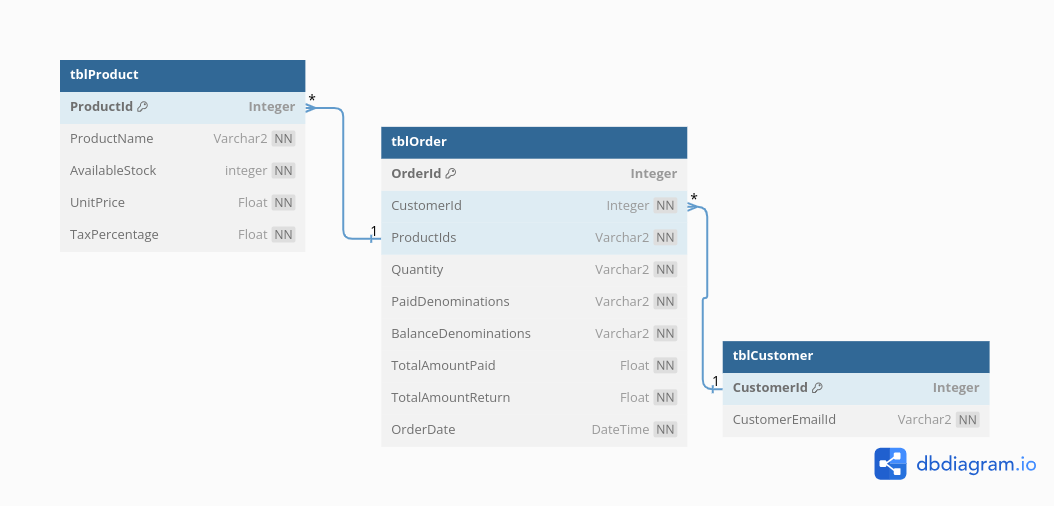 tblProduct
ProductId Integer
ProductName Varchar2 NN
AvailableStock integer NN
UnitPrice Float NN
TaxPercentage Float NN
*
1
tblOrder
OrderId Integer
CustomerId Integer NN
ProductIds Varchar2 NN
Quantity Varchar2 NN
PaidDenominations Varchar2 NN
BalanceDenominations Varchar2 NN
TotalAmountPaid Float NN
TotalAmountReturn Float NN
OrderDate DateTime NN
*
1
tblCustomer
CustomerId Integer
CustomerEmailId Varchar2 NN
dbdiagram.io